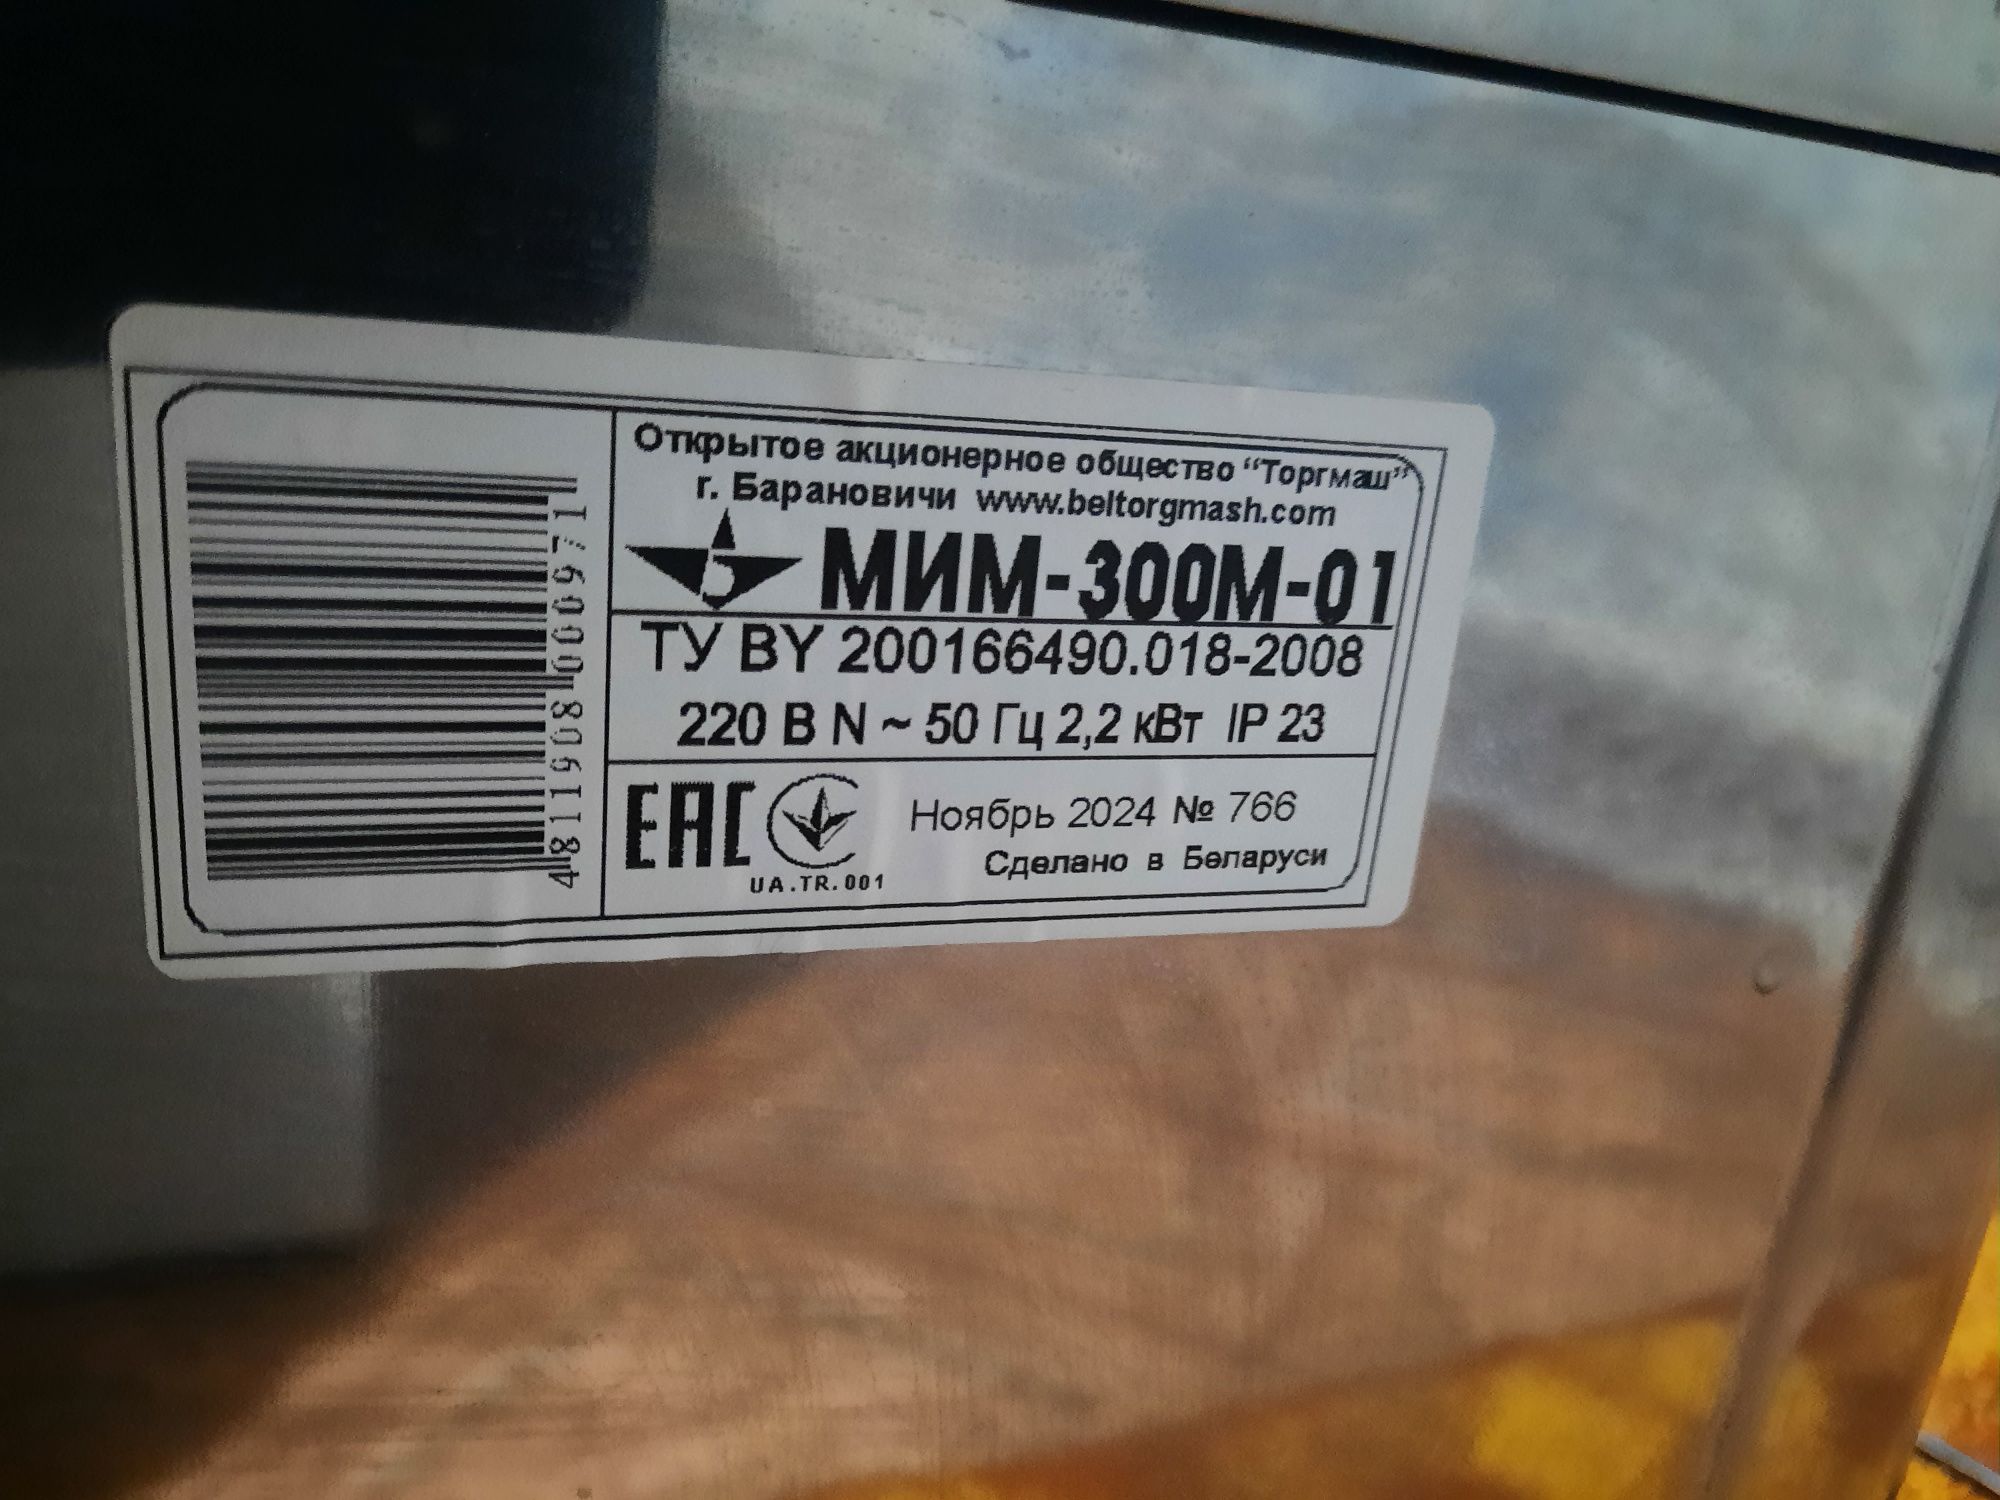 Открытое акционерное общество “Торгмаш”
г. Барановичи www.beltorgmash.com
МИМ-300М-01
ТУ BY 200166490.018-2008
220 В N ~ 50 Гц 2,2 кВт IP 23
EAC
UA.TR.001
Ноябрь 2024 № 766
Сделано в Беларуси
4811908000971